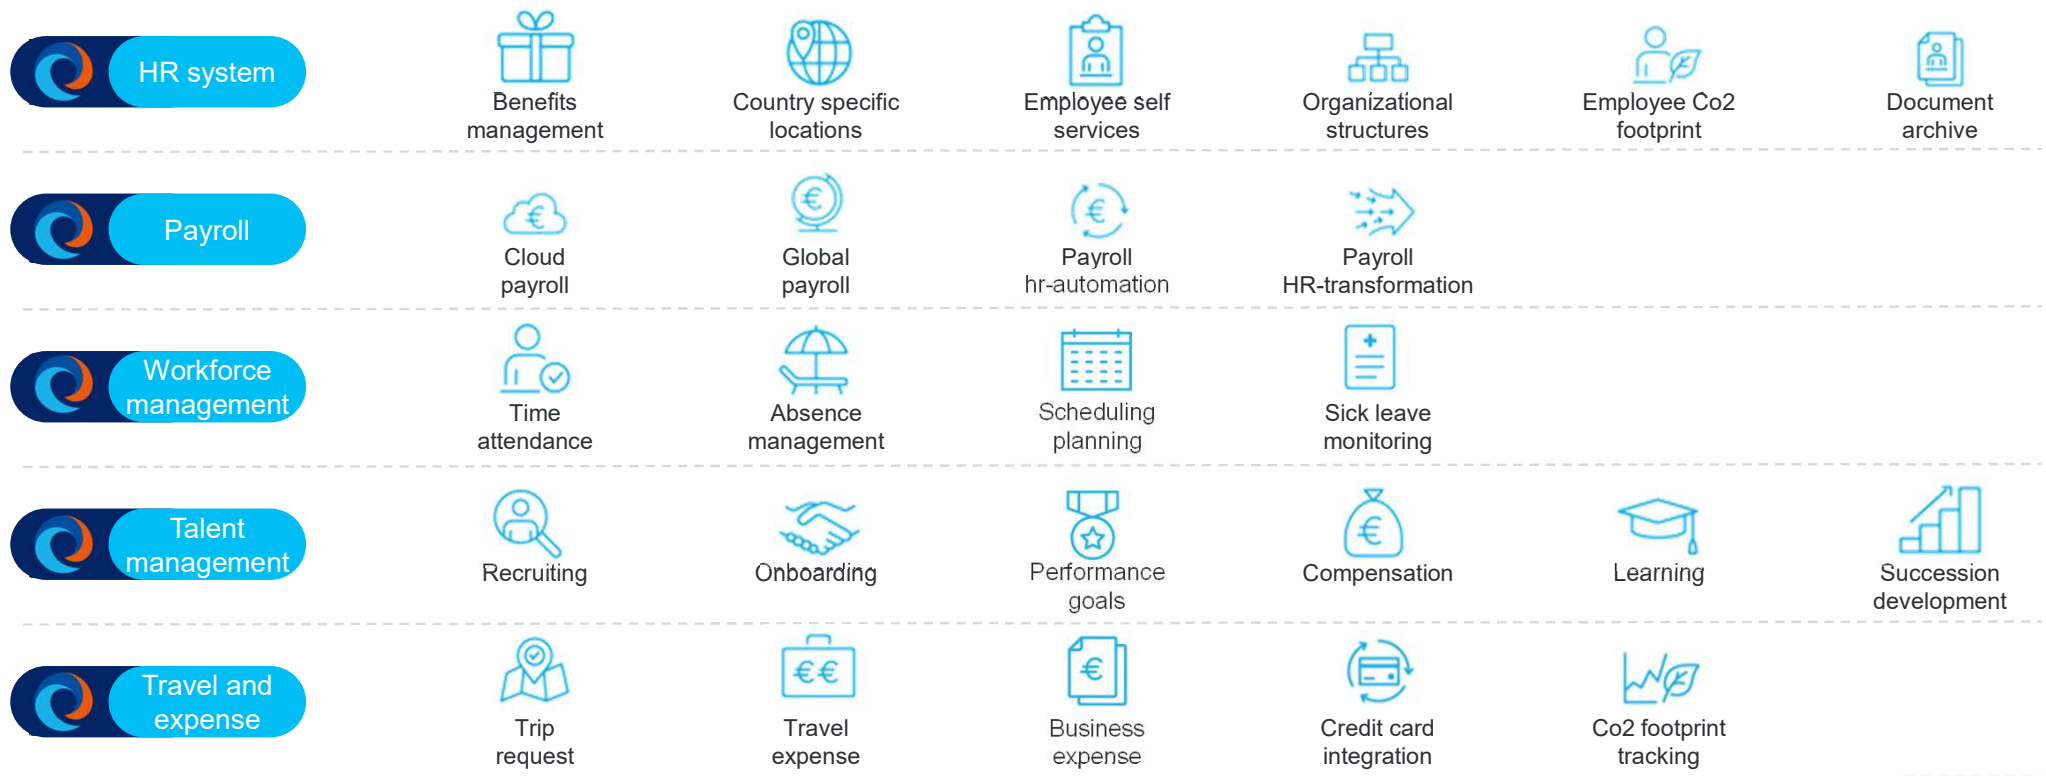 HR system
Benefits
management
Country specific
locations
Employee self
services
Organizational
structures
Employee Co2
footprint
Document
archive
Payroll
Cloud
payroll
Global
payroll
Payroll
hr-automation
Payroll
HR-transformation
Workforce
management
Time
attendance
Absence
management
Scheduling
planning
Sick leave
monitoring
Talent
management
Recruiting
Onboarding
Performance
goals
Compensation
Learning
Succession
development
Travel and
expense
Trip
request
Travel
expense
Business
expense
Credit card
integration
Co2 footprint
tracking